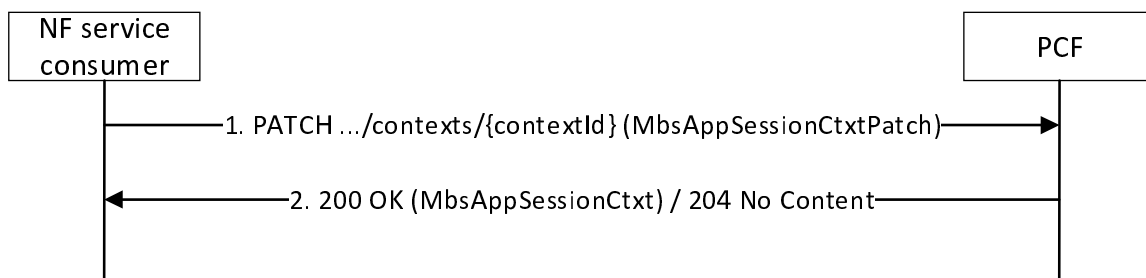 NF service
consumer
PCF
1. PATCH .../contexts/{contextId} (MbsAppSessionCtxtPatch)
2. 200 OK (MbsAppSessionCtxt) / 204 No Content